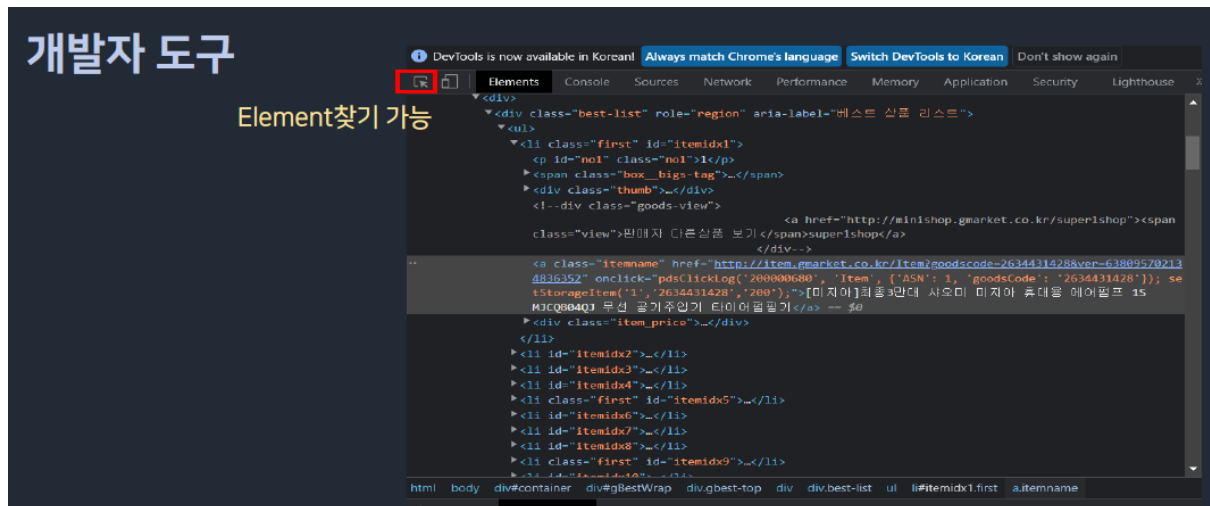 개발자 도구
DevTools is now available in Korean! Always match Chrome's language Switch DevTools to Korean Don't show again
Elements Console Sources Network Performance Memory Application Security Lighthouse
Element찾기 가능
<div>
<div class="best-list" role="region" aria-label="베스트 상품 리스트">
<ul>
<li class="first" id="itemidx1">
<p id="no1" class="no1">1</p>
<span class="box__bigs-tag">…</span>
<div class="thumb">…</div>
<!--div class="goods-view">
<a href="http://minishop.gmarket.co.kr/super1shop"><span
class="view">판매자 다른상품 보기</span>super1shop</a>
</div-->
<a class="itemname" href="http://item.gmarket.co.kr/Item?goodscode=2634431428&ver=63809570213
4836352" onclick="pdsClickLog('200000680', 'Item', {'ASN': 1, 'goodsCode': '2634431428'}); se
tStorageItem('1','2634431428','200');">[미지아]최종3만대 샤오미 미지아 휴대용 에어펌프 1S
MJCQB04QJ 무선 공기주입기 타이어펌핑기</a> == $0
<div class="item_price">…</div>
</li>
<li id="itemidx2">…</li>
<li id="itemidx3">…</li>
<li id="itemidx4">…</li>
<li class="first" id="itemidx5">…</li>
<li id="itemidx6">…</li>
<li id="itemidx7">…</li>
<li id="itemidx8">…</li>
<li class="first" id="itemidx9">…</li>
<li id="itemidx10">…</li>
html body div#container div#gBestWrap div.gbest-top div div.best-list ul li#itemidx1.first a.itemname